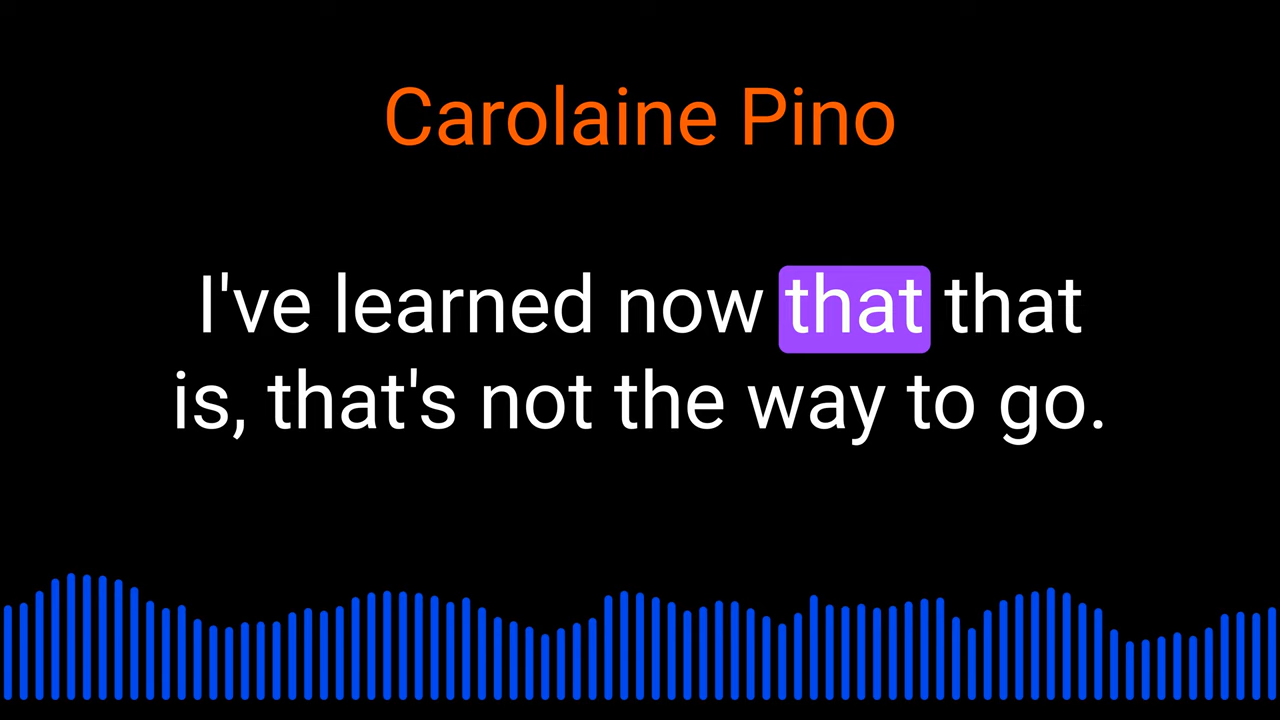 Carolaine Pino
I've learned now that that
is, that's not the way to go.